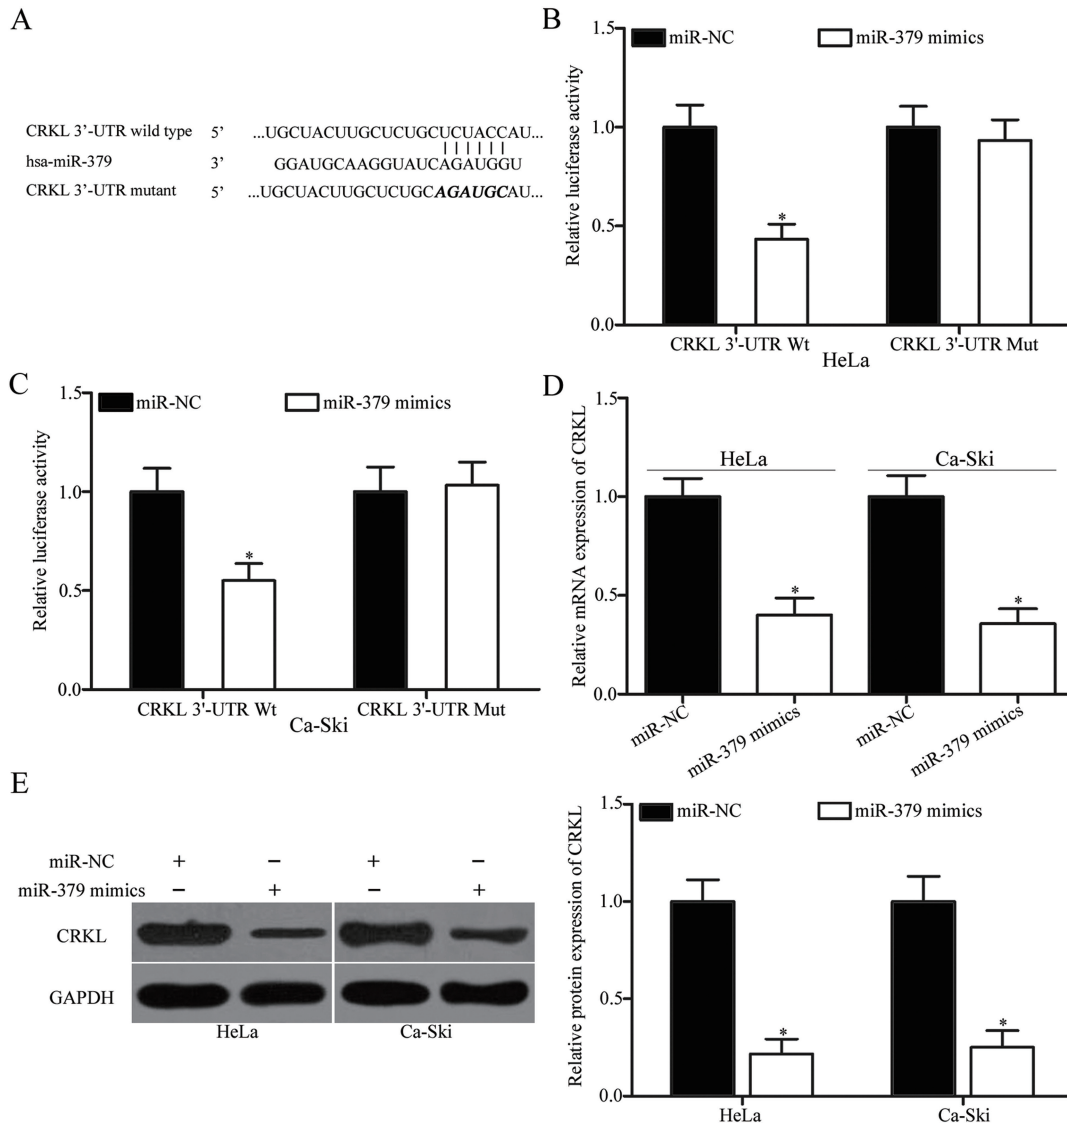 A
CRKL 3’-UTR wild type 5’ ...UGCUACUUGCUCUGCUCUACCAU...
hsa-miR-379 3’ GGAUGCAAGGUAUCAGAUGGU
CRKL 3’-UTR mutant 5’ ...UGCUACUUGCUCUGCAGAUGCAU...
B
miR-NC miR-379 mimics
Relative luciferase activity
1.5
1.0
0.5
0.0
*
CRKL 3'-UTR Wt CRKL 3'-UTR Mut
HeLa
C
miR-NC miR-379 mimics
Relative luciferase activity
1.5
1.0
0.5
0.0
*
CRKL 3'-UTR Wt CRKL 3'-UTR Mut
Ca-Ski
D
Relative mRNA expression of CRKL
1.5
1.0
0.5
0.0
HeLa Ca-Ski
* *
miR-NC miR-379 mimics miR-NC miR-379 mimics
E
miR-NC + − + −
miR-379 mimics − + − +
CRKL
GAPDH
HeLa Ca-Ski
miR-NC miR-379 mimics
Relative protein expression of CRKL
1.5
1.0
0.5
0.0
* *
HeLa Ca-Ski